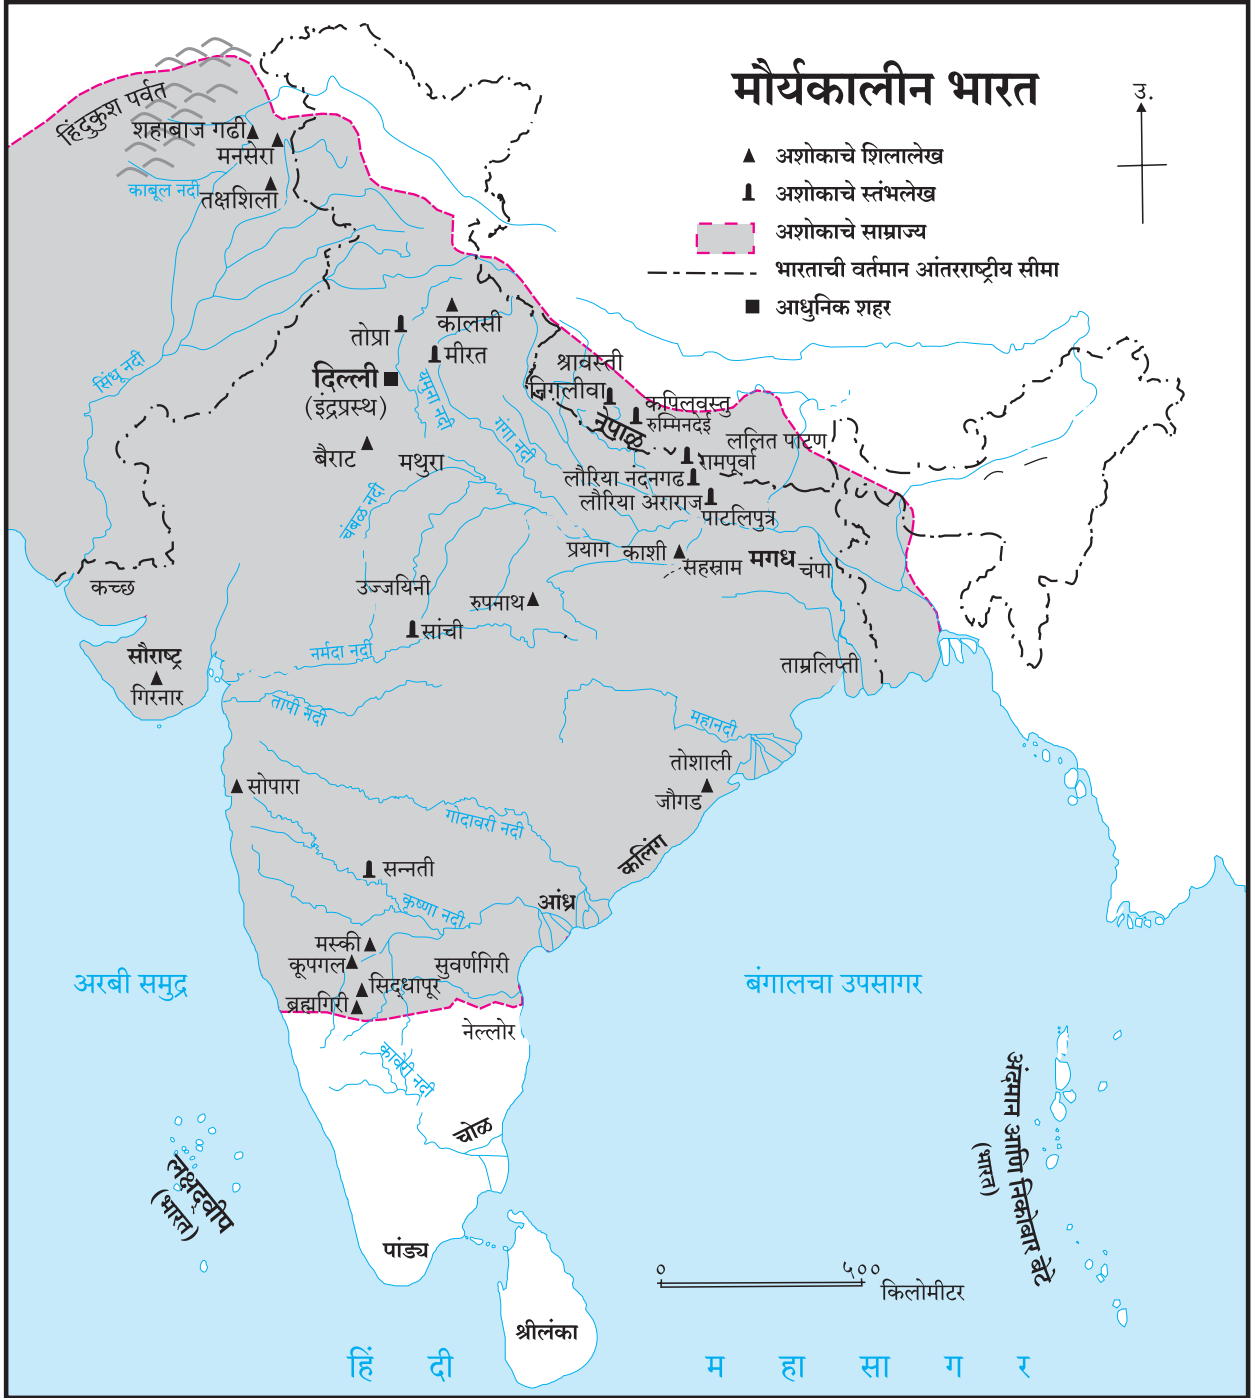 मौर्यकालीन भारत
उ.
अशोकाचे शिलालेख
अशोकाचे स्तंभलेख
अशोकाचे साम्राज्य
भारताची वर्तमान आंतरराष्ट्रीय सीमा
आधुनिक शहर
हिंदुकुश पर्वत
शहाबाज गढी
मनसेरा
काबूल नदी
तक्षशिला
कालसी
तोप्रा
मीरत
सिंधू नदी
दिल्ली
(इंद्रप्रस्थ)
यमुना नदी
श्रावस्ती
निगलीवा
कपिलवस्तु
रुम्मिनदेई
नेपाळ
ललित पाटण
गंगा नदी
बैराट
मथुरा
रामपूर्वा
लौरिया नंदनगढ
लौरिया अराराज
चंबळ नदी
पाटलिपुत्र
प्रयाग
काशी
सहस्राम
मगध
चंपा
कच्छ
उज्जयिनी
रुपनाथ
सांची
सौराष्ट्र
नर्मदा नदी
गिरनार
ताम्रलिप्ती
तापी नदी
महानदी
तोशाली
सोपारा
जौगड
गोदावरी नदी
कलिंग
सन्नती
कृष्णा नदी
आंध्र
मस्की
कूपगल
सुवर्णगिरी
सिद्धापूर
ब्रह्मगिरी
अरबी समुद्र
बंगालचा उपसागर
नेल्लोर
कावेरी नदी
चोळ
अंदमान आणि निकोबार बेटे
(भारत)
लक्षद्वीप
(भारत)
पांड्य
० ५००
किलोमीटर
श्रीलंका
हिं दी म हा सा ग र